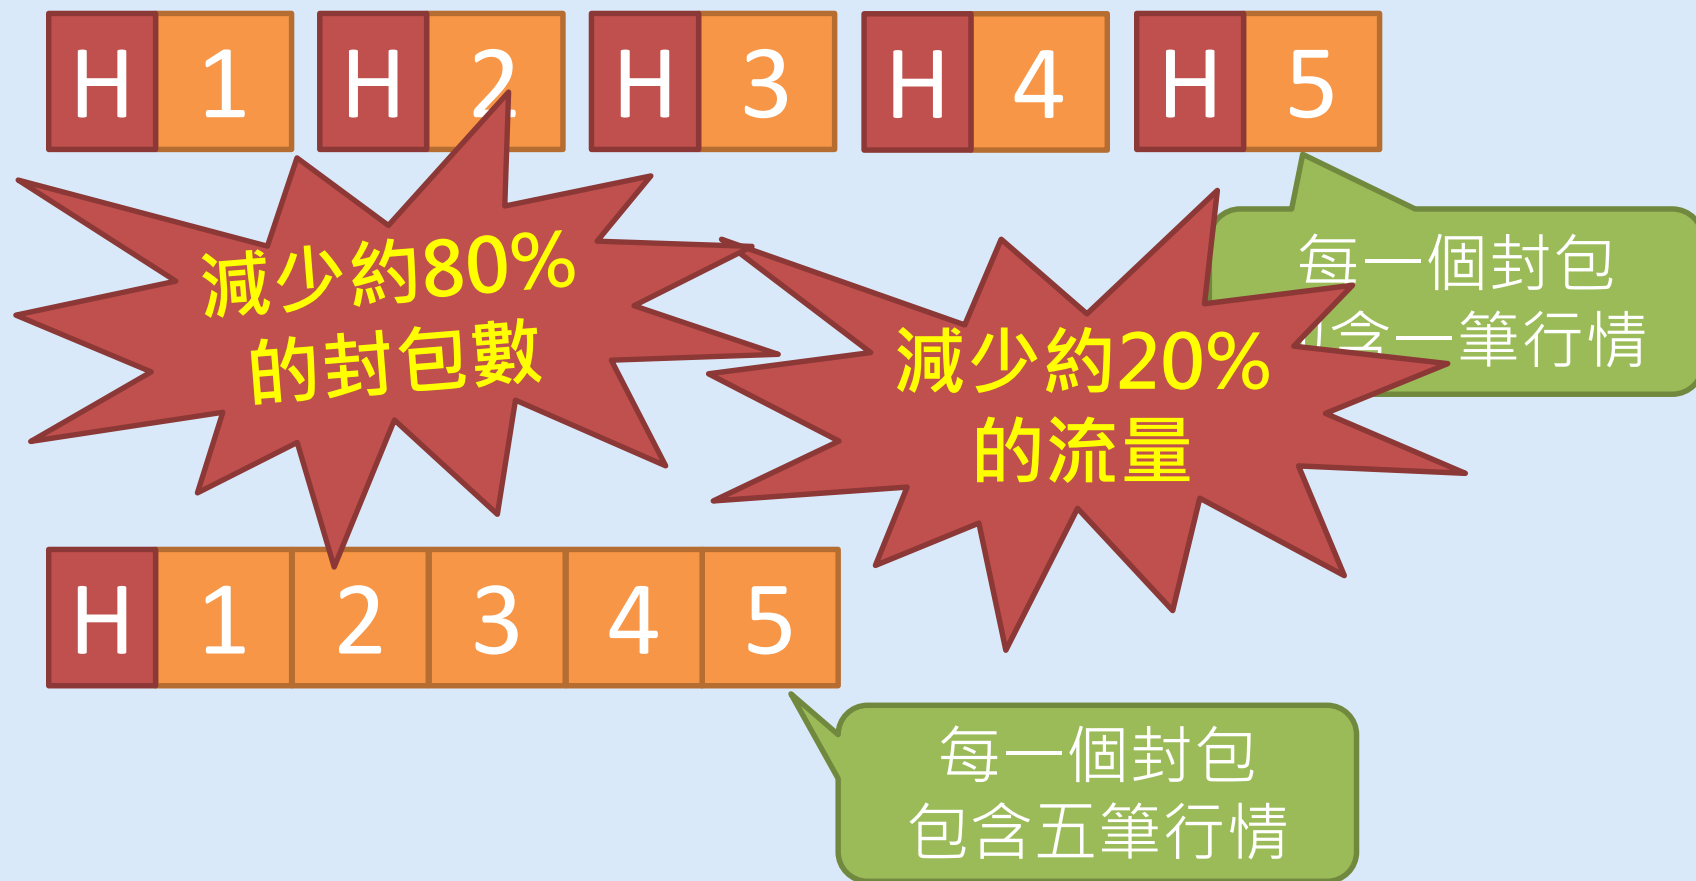 H 1 H 2 H 3 H 4 H 5
每一個封包
包含一筆行情
減少約80%
的封包數
減少約20%
的流量
H 1 2 3 4 5
每一個封包
包含五筆行情